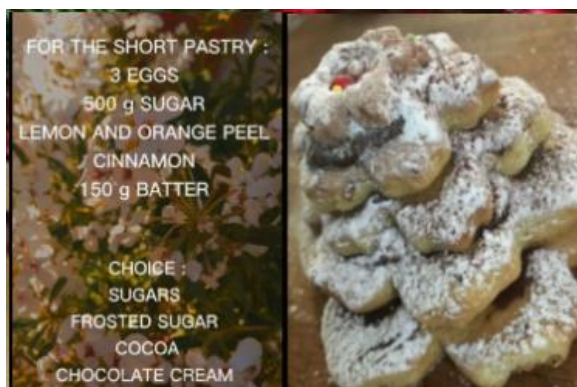 FOR THE SHORT PASTRY :
3 EGGS
500 g SUGAR
LEMON AND ORANGE PEEL
CINNAMON
150 g BATTER
CHOICE :
SUGARS
FROSTED SUGAR
COCOA
CHOCOLATE CREAM